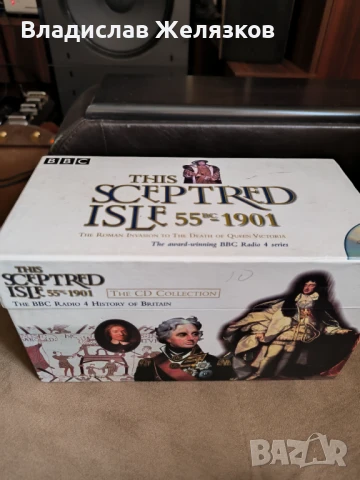 Владислав Желязков
BBC
THIS
SCEPTRED
ISLE 55BC-1901
THE ROMAN INVASION TO THE DEATH OF QUEEN VICTORIA
The award-winning BBC Radio 4 series
THIS
SCEPTRED
ISLE 55BC-1901
THE CD COLLECTION
THE BBC RADIO 4 HISTORY OF BRITAIN
10
BAZAR